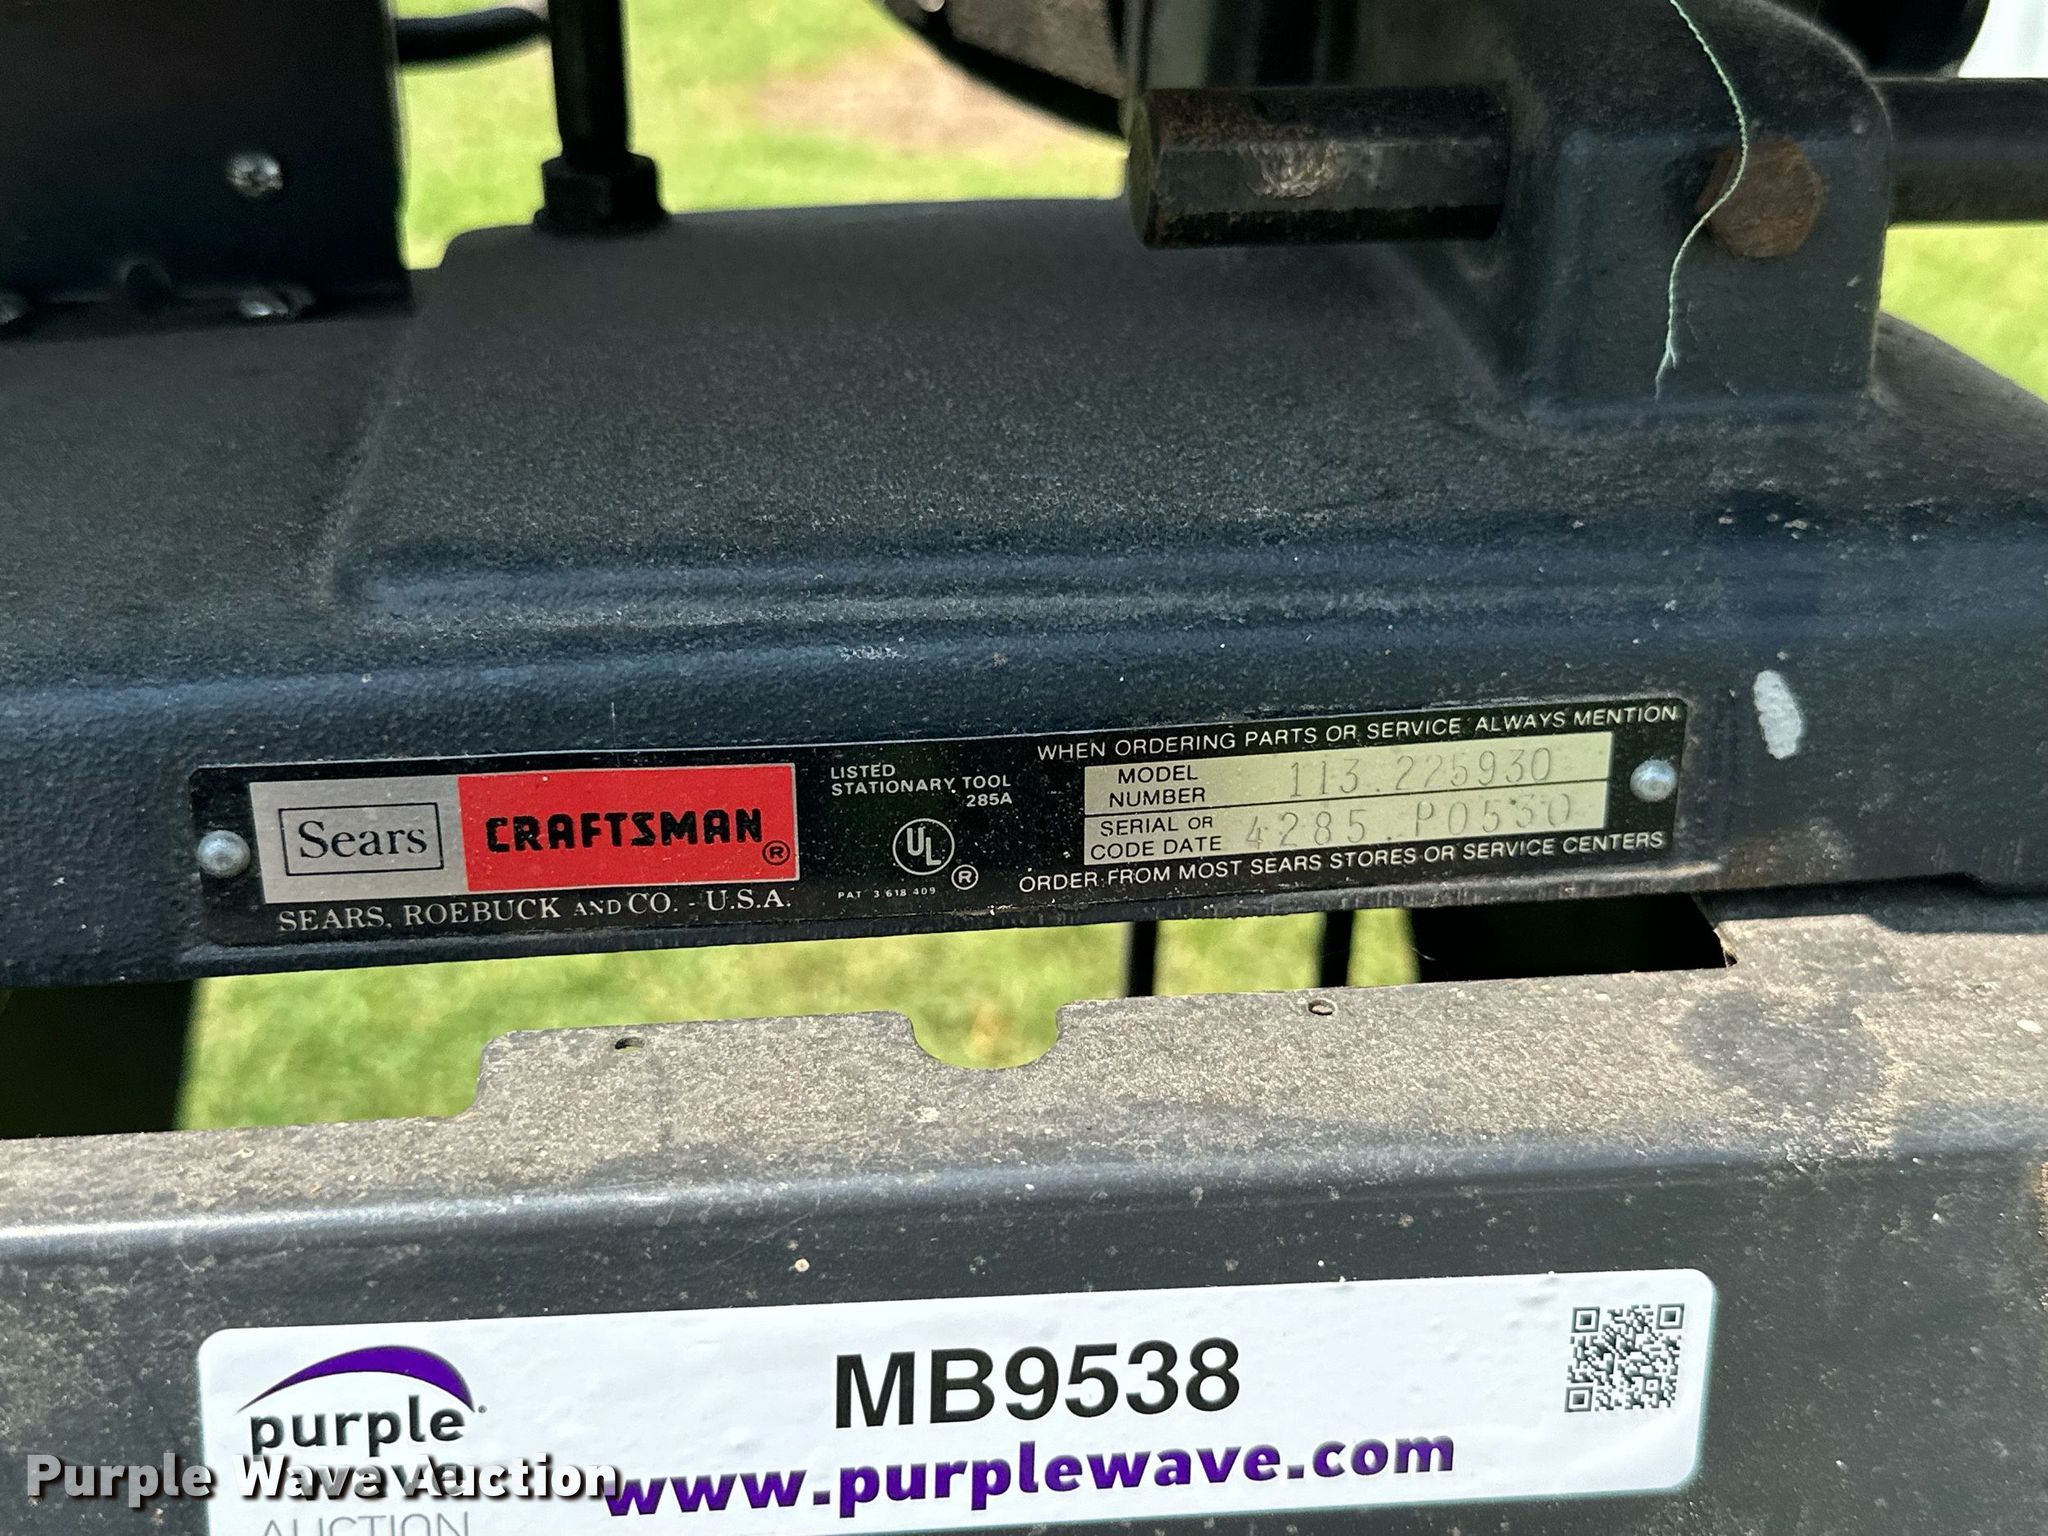 WHEN ORDERING PARTS OR SERVICE ALWAYS MENTION
MODEL NUMBER 113.225930
SERIAL OR CODE DATE 4285.P0530
ORDER FROM MOST SEARS STORES OR SERVICE CENTERS
LISTED
STATIONARY TOOL
285A
UL ®
PAT 3 618 409
Sears CRAFTSMAN®
SEARS, ROEBUCK AND CO. - U.S.A.
MB9538
purple
wave
AUCTION
www.purplewave.com
Purple Wave Auction